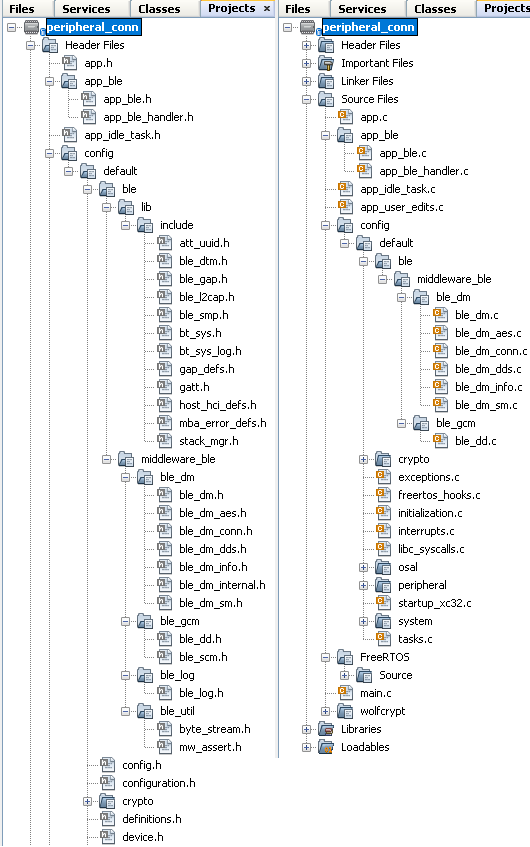 Files Services Classes Projects ×
peripheral_conn
Header Files
app.h
app_ble
app_ble.h
app_ble_handler.h
app_idle_task.h
config
default
ble
lib
include
att_uuid.h
ble_dtm.h
ble_gap.h
ble_l2cap.h
ble_smp.h
bt_sys.h
bt_sys_log.h
gap_defs.h
gatt.h
host_hci_defs.h
mba_error_defs.h
stack_mgr.h
middleware_ble
ble_dm
ble_dm.h
ble_dm_aes.h
ble_dm_conn.h
ble_dm_dds.h
ble_dm_info.h
ble_dm_internal.h
ble_dm_sm.h
ble_gcm
ble_dd.h
ble_scm.h
ble_log
ble_log.h
ble_util
byte_stream.h
mw_assert.h
config.h
configuration.h
crypto
definitions.h
device.h
Files Services Classes Projects
peripheral_conn
Header Files
Important Files
Linker Files
Source Files
app.c
app_ble
app_ble.c
app_ble_handler.c
app_idle_task.c
app_user_edits.c
config
default
ble
middleware_ble
ble_dm
ble_dm.c
ble_dm_aes.c
ble_dm_conn.c
ble_dm_dds.c
ble_dm_info.c
ble_dm_sm.c
ble_gcm
ble_dd.c
crypto
exceptions.c
freertos_hooks.c
initialization.c
interrupts.c
libc_syscalls.c
osal
peripheral
startup_xc32.c
system
tasks.c
FreeRTOS
Source
main.c
wolfcrypt
Libraries
Loadables